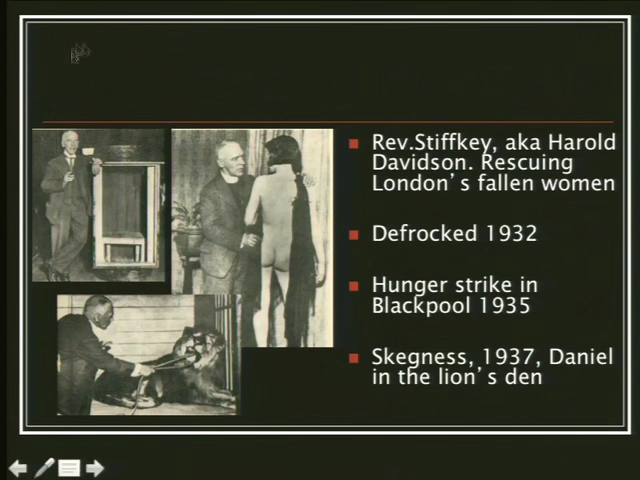 Rev.Stiffkey, aka Harold
Davidson. Rescuing
London's fallen women
Defrocked 1932
Hunger strike in
Blackpool 1935
Skegness, 1937, Daniel
in the lion's den